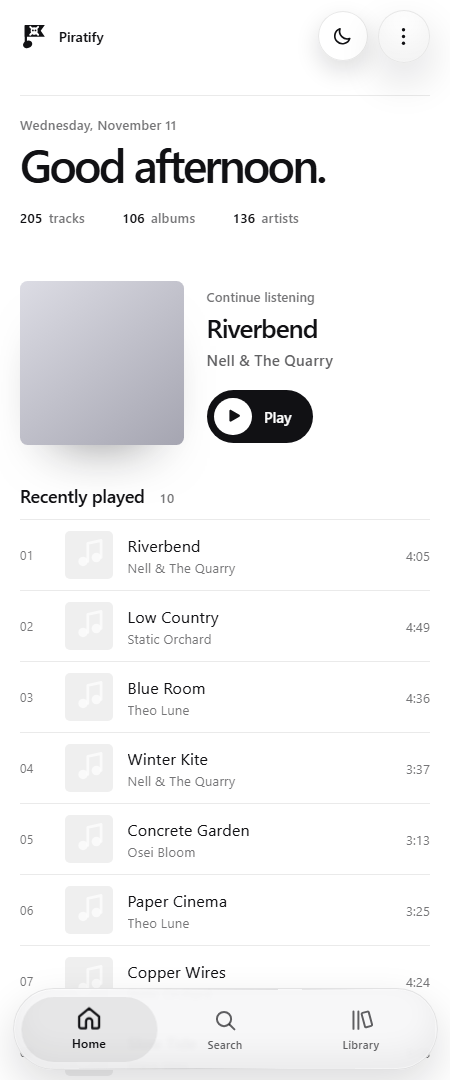 Piratify
Wednesday, November 11
Good afternoon.
205 tracks 106 albums 136 artists
Continue listening
Riverbend
Nell & The Quarry
Play
Recently played 10
01 Riverbend 4:05
Nell & The Quarry
02 Low Country 4:49
Static Orchard
03 Blue Room 4:36
Theo Lune
04 Winter Kite 3:37
Nell & The Quarry
05 Concrete Garden 3:13
Osei Bloom
06 Paper Cinema 3:25
Theo Lune
07 Copper Wires 4:24
Home Search Library